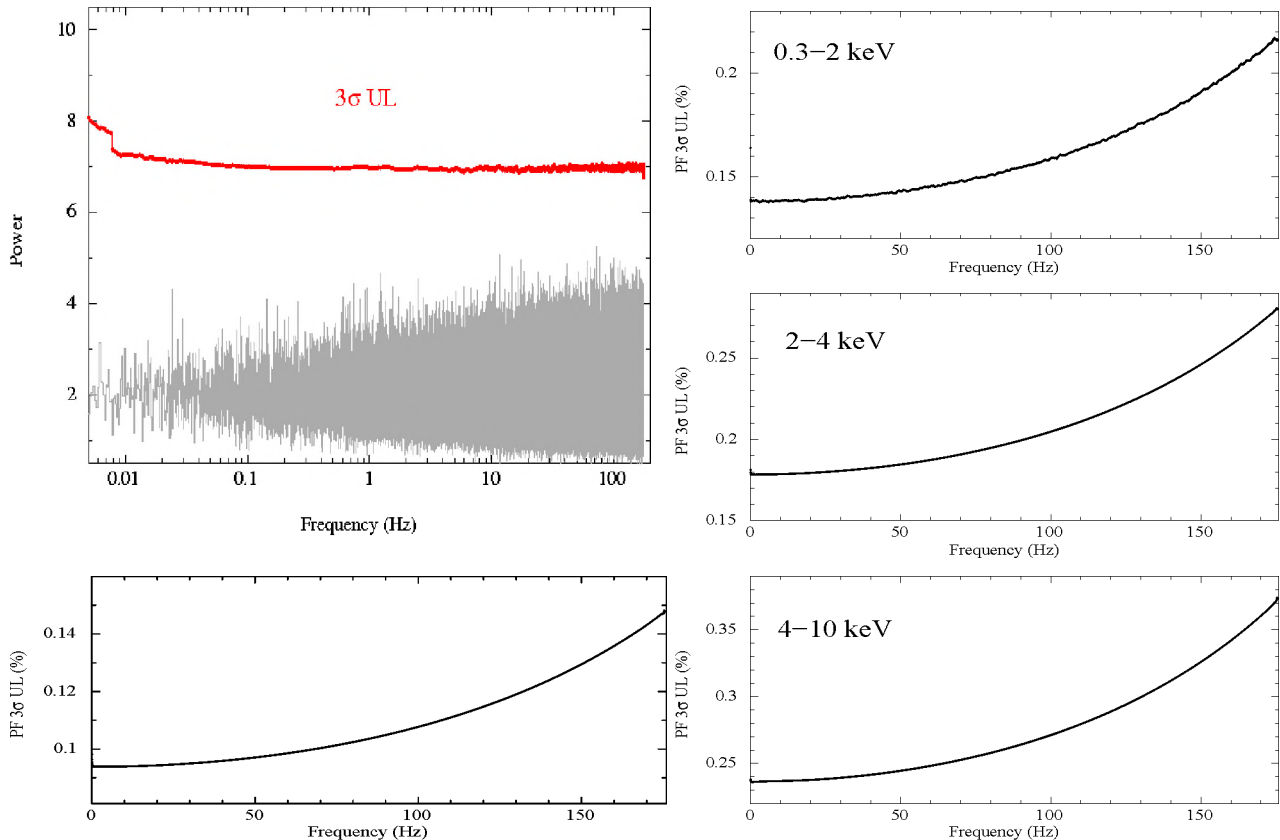 10
8
6
4
2
Power
3σ UL
0.01 0.1 1 10 100
Frequency (Hz)
0.2
0.15
PF 3σ UL (%)
0.3−2 keV
0 50 100 150
Frequency (Hz)
0.25
0.2
0.15
PF 3σ UL (%)
2−4 keV
0 50 100 150
Frequency (Hz)
0.14
0.12
0.1
PF 3σ UL (%)
0 50 100 150
Frequency (Hz)
0.35
0.3
0.25
PF 3σ UL (%)
4−10 keV
0 50 100 150
Frequency (Hz)